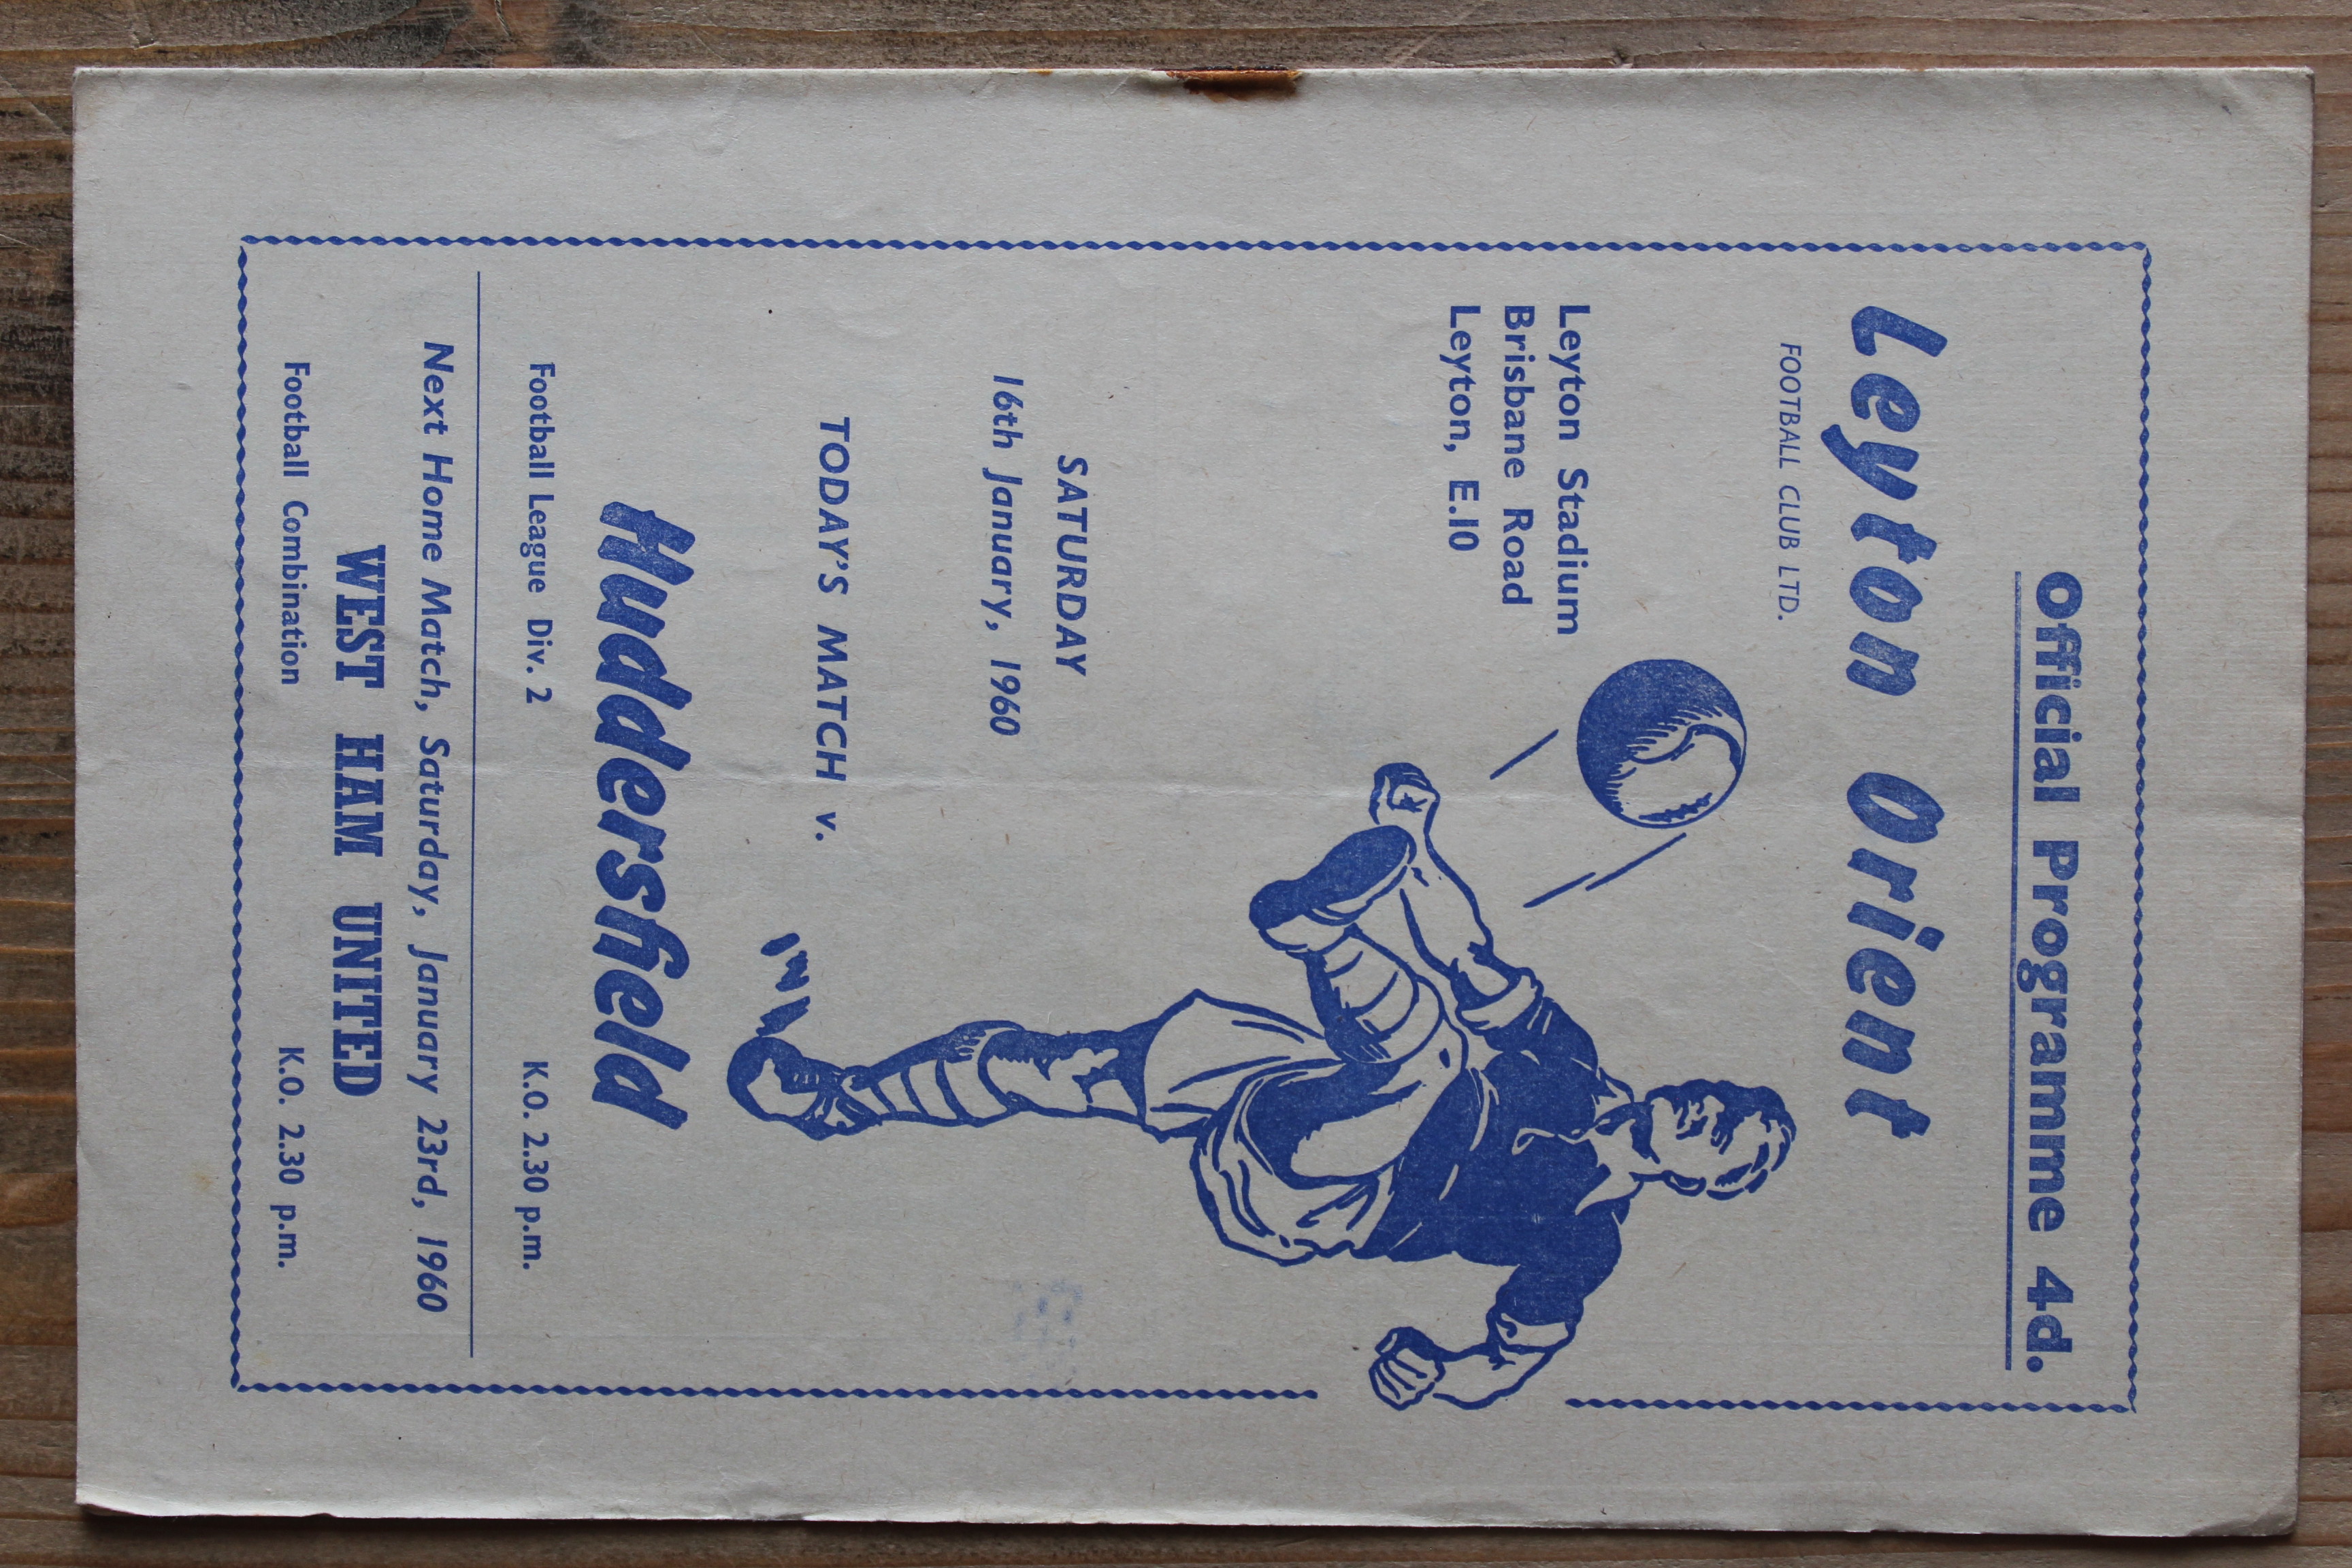 Official Programme 4d.
Leyton Orient
FOOTBALL CLUB LTD.
Leyton Stadium
Brisbane Road
Leyton, E.10
SATURDAY
16th January, 1960
TODAY'S MATCH v.
Huddersfield
Football League Div. 2 K.O. 2.30 p.m.
Next Home Match, Saturday, January 23rd, 1960
WEST HAM UNITED
Football Combination K.O. 2.30 p.m.